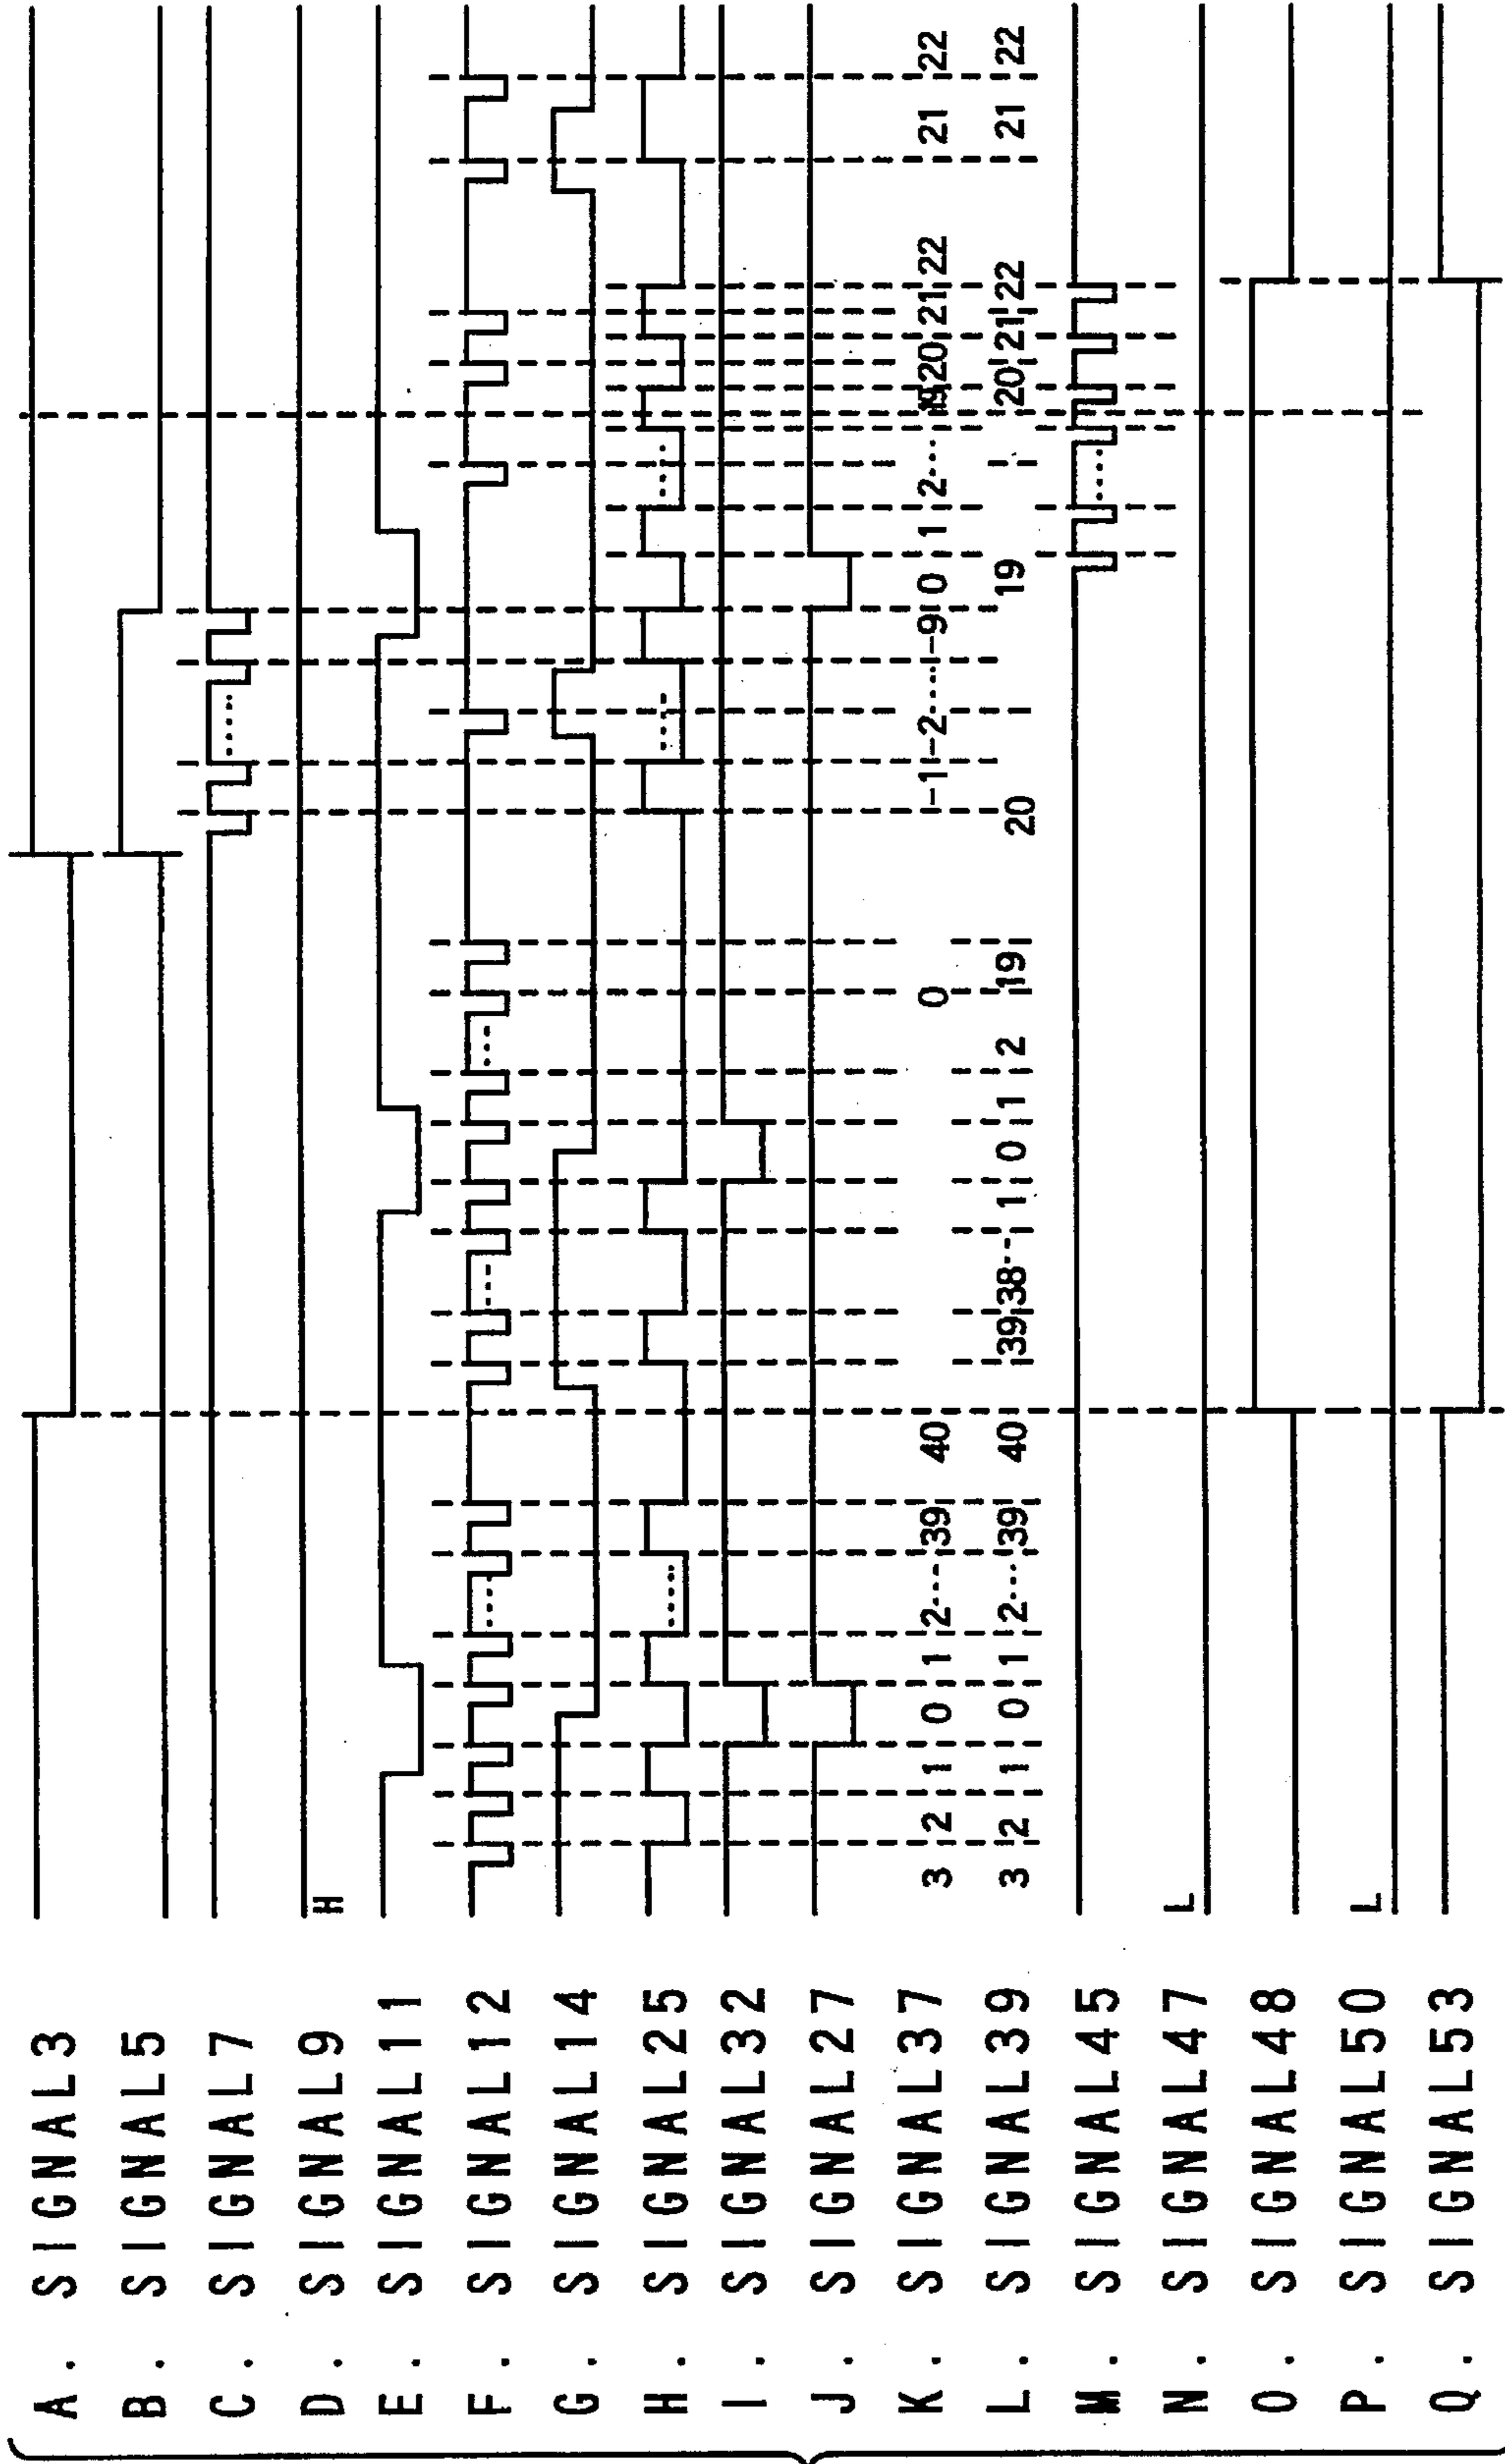 A. SIGNAL3
B. SIGNAL5
C. SIGNAL7
D. SIGNAL9 H
E. SIGNAL11
F. SIGNAL12
G. SIGNAL14
H. SIGNAL25
I. SIGNAL32
J. SIGNAL27
K. SIGNAL37 3 2 1 0 1 2--- 39 40 0 -1 -2---- -9 0 1 2--- 20 21 22 21 22
L. SIGNAL39 3 2 1 0 1 2--- 39 40 39 38-- 1 0 1 2 19 20 19 20 21 22 21 22
M. SIGNAL45
N. SIGNAL47 L
O. SIGNAL48
P. SIGNAL50 L
Q. SIGNAL53